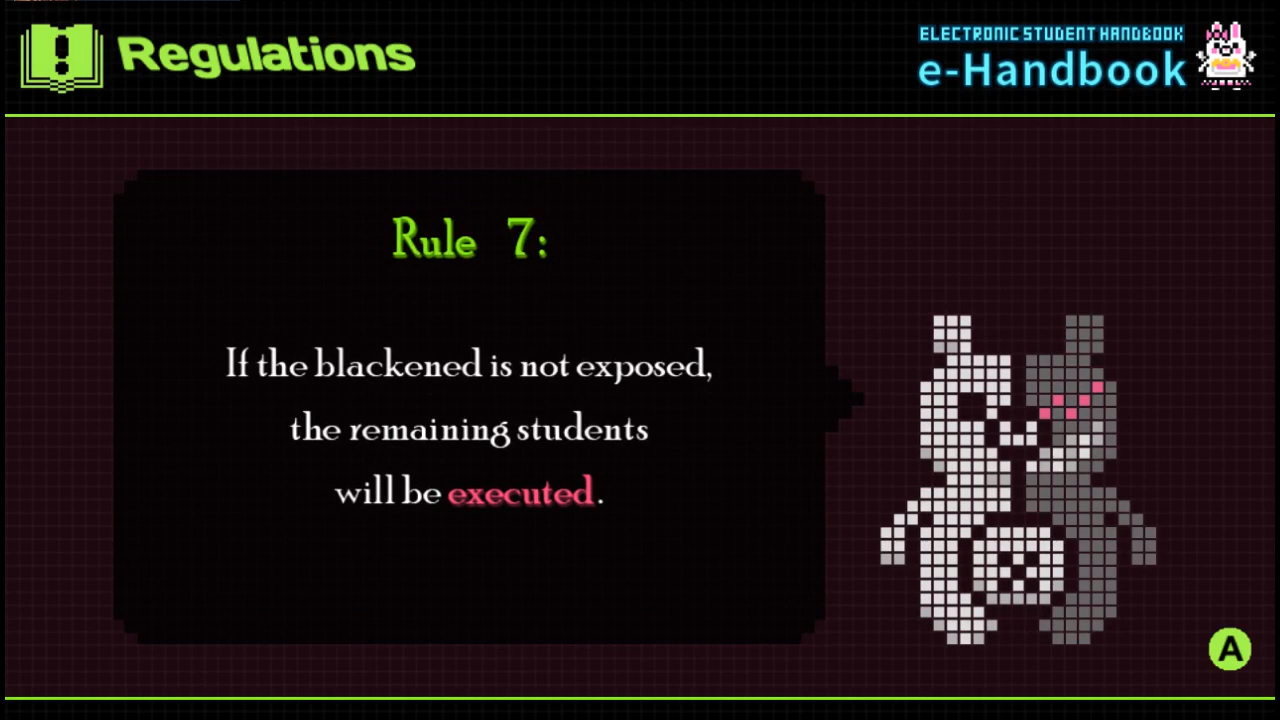 Regulations
ELECTRONIC STUDENT HANDBOOK
e-Handbook
Rule 7:
If the blackened is not exposed,
the remaining students
will be executed.
A